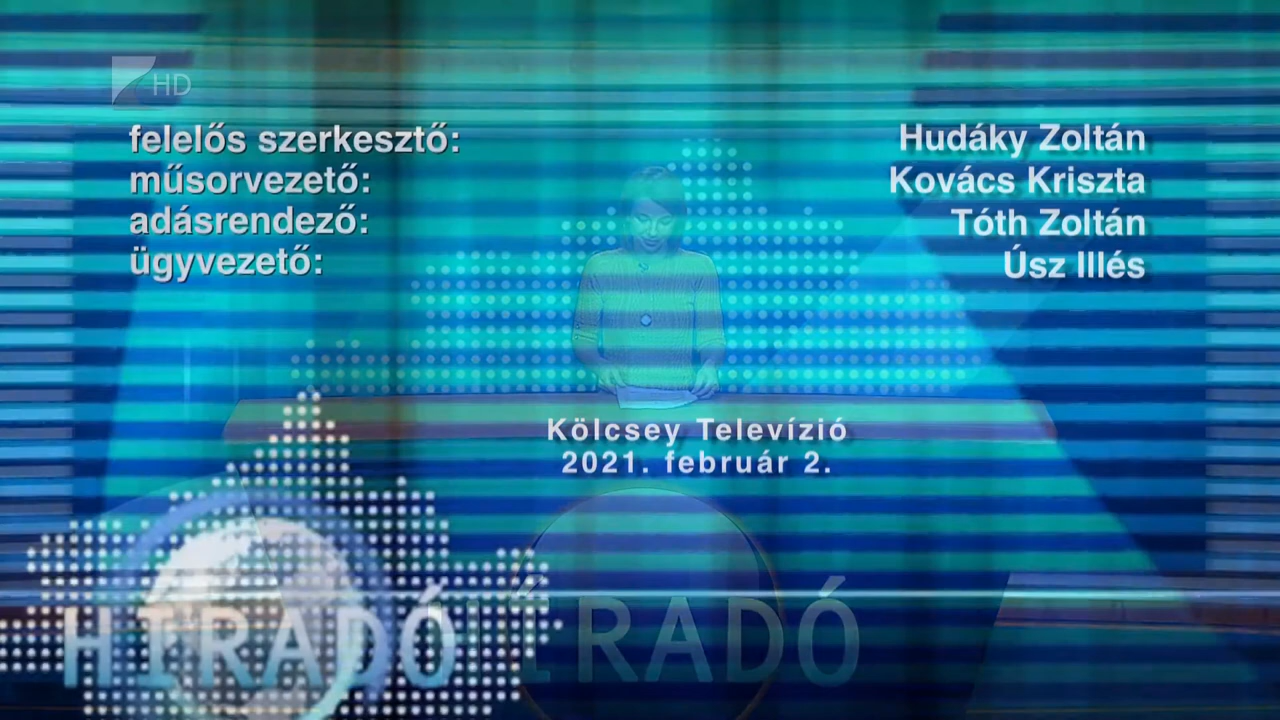 HD
felelős szerkesztő: Hudáky Zoltán
műsorvezető: Kovács Kriszta
adásrendező: Tóth Zoltán
ügyvezető: Úsz Illés
Kölcsey Televízió
2021. február 2.
HÍRADÓ
HÍRADÓ